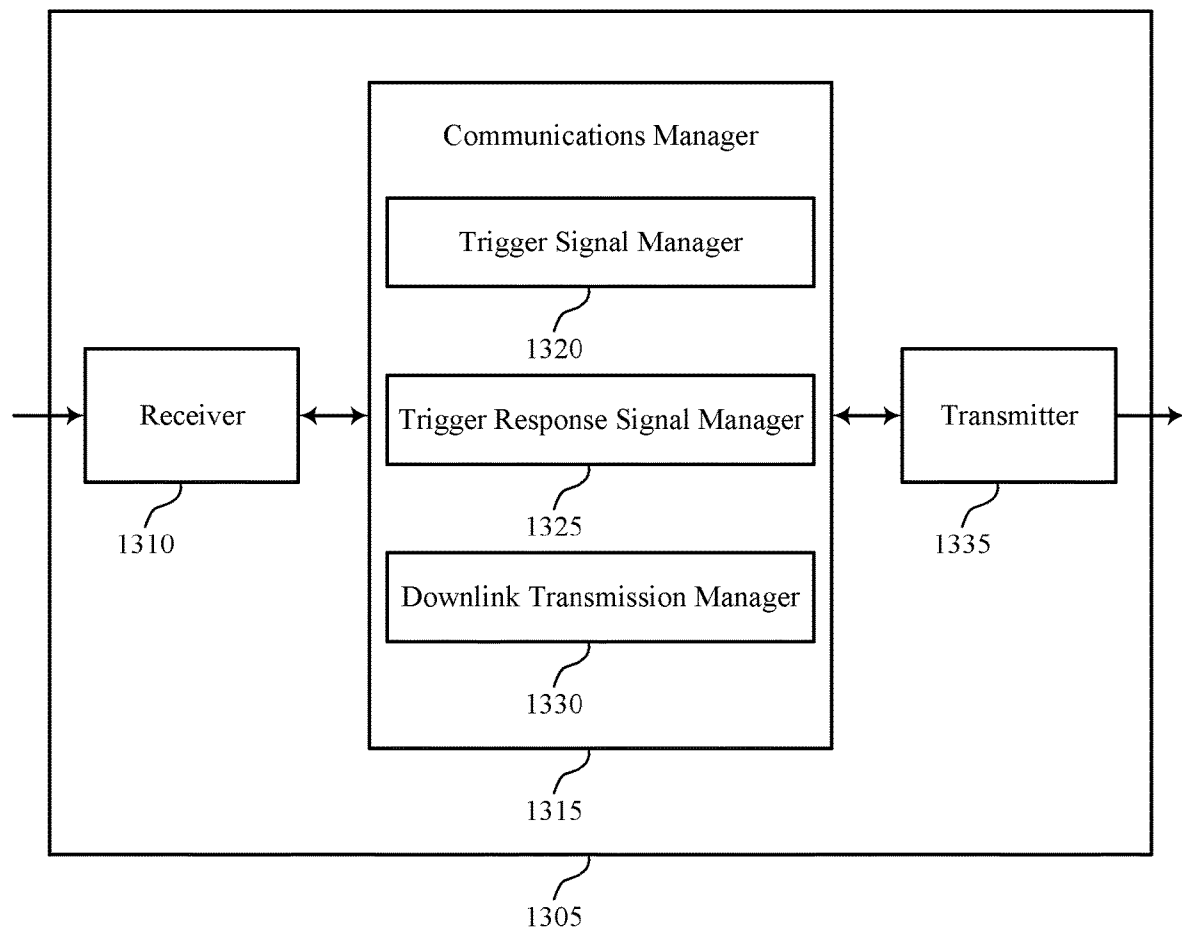 Communications Manager
Trigger Signal Manager
1320
Receiver
1310
Trigger Response Signal Manager
1325
Transmitter
1335
Downlink Transmission Manager
1330
1315
1305